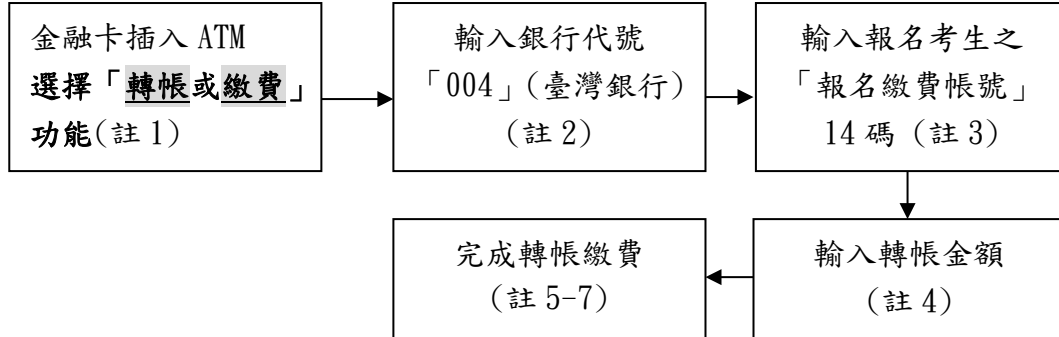 金融卡插入 ATM
選擇「轉帳或繳費」
功能(註 1)
輸入銀行代號
「004」(臺灣銀行)
(註 2)
輸入報名考生之
「報名繳費帳號」
14 碼 (註 3)
輸入轉帳金額
(註 4)
完成轉帳繳費
(註 5-7)